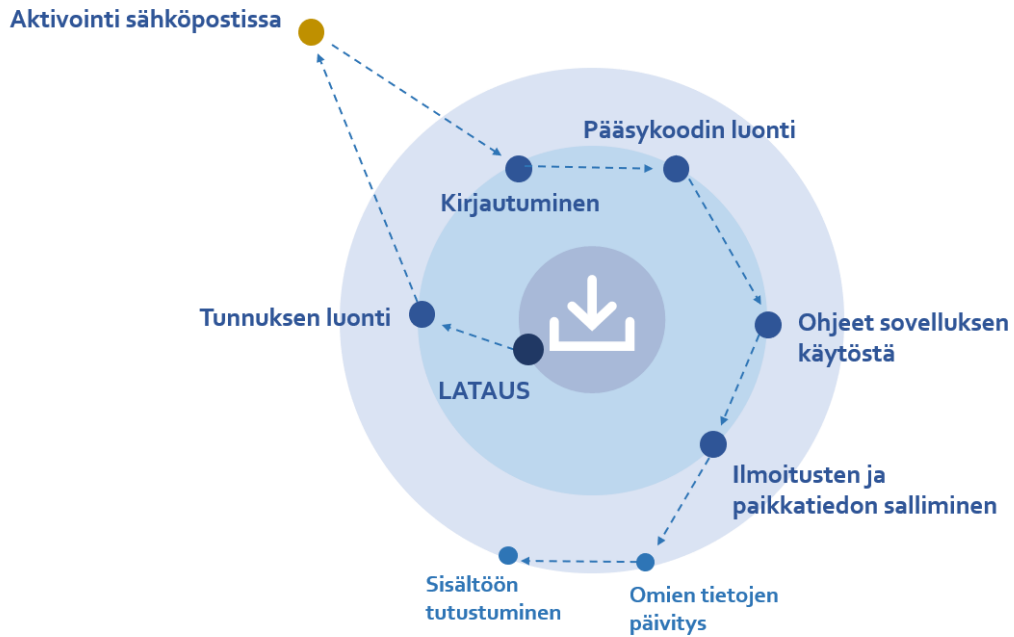 Aktivointi sähköpostissa
Pääsykoodin luonti
Kirjautuminen
Tunnuksen luonti
Ohjeet sovelluksen
käytöstä
LATAUS
Ilmoitusten ja
paikkatiedon salliminen
Sisältöön
tutustuminen
Omien tietojen
päivitys